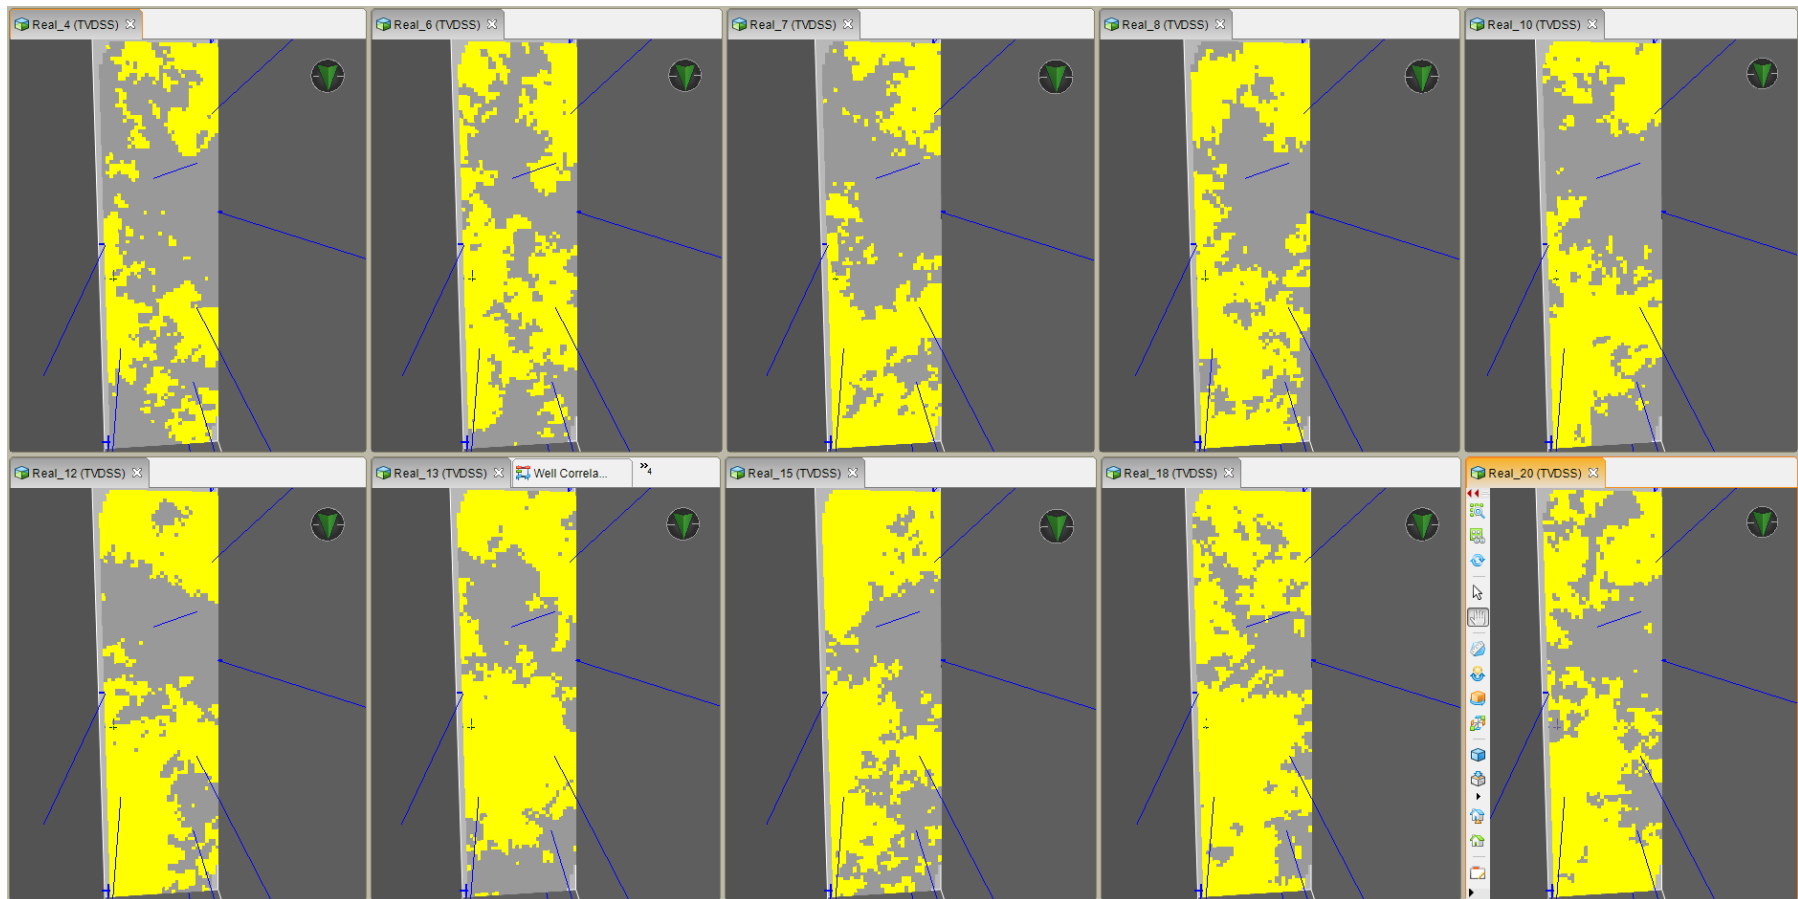 Real_4 (TVDSS)
Real_6 (TVDSS)
Real_7 (TVDSS)
Real_8 (TVDSS)
Real_10 (TVDSS)
Real_12 (TVDSS)
Real_13 (TVDSS)
Well Correla...
4
Real_15 (TVDSS)
Real_18 (TVDSS)
Real_20 (TVDSS)